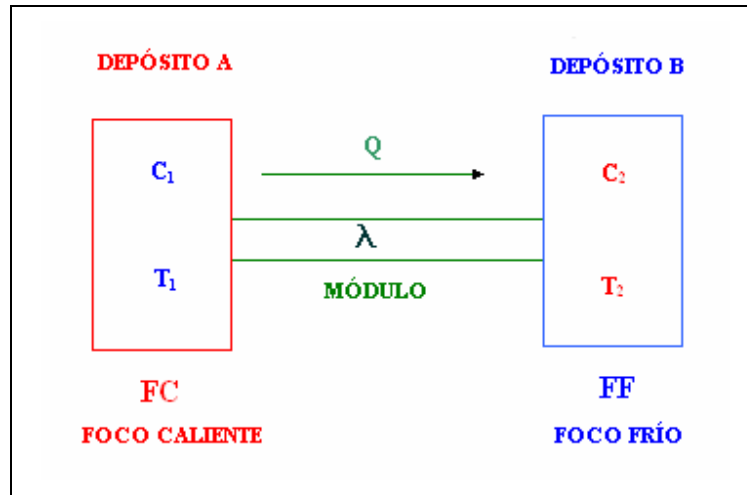 DEPÓSITO A
DEPÓSITO B
Q
C₁
C₂
λ
T₁
T₂
MÓDULO
FC
FF
FOCO CALIENTE
FOCO FRÍO